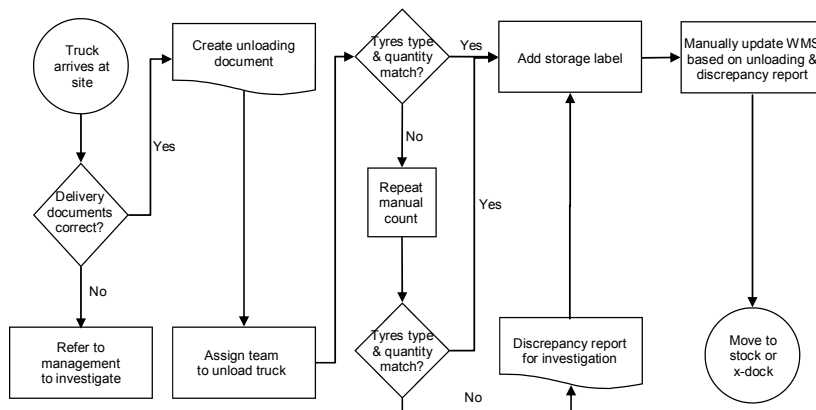 Truck
arrives at
site
Create unloading
document
Tyres type
& quantity
match?
Yes
Add storage label
Manually update WMS
based on unloading &
discrepancy report
Yes
No
Delivery
documents
correct?
Repeat
manual
count
Yes
No
Refer to
management
to investigate
Assign team
to unload truck
Tyres type
& quantity
match?
Discrepancy report
for investigation
Move to
stock or
x-dock
No